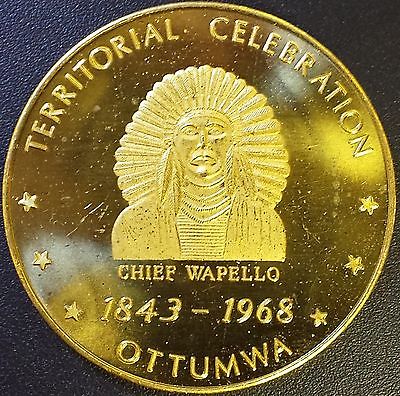 TERRITORIAL CELEBRATION
CHIEF WAPELLO
1843 - 1968
OTTUMWA